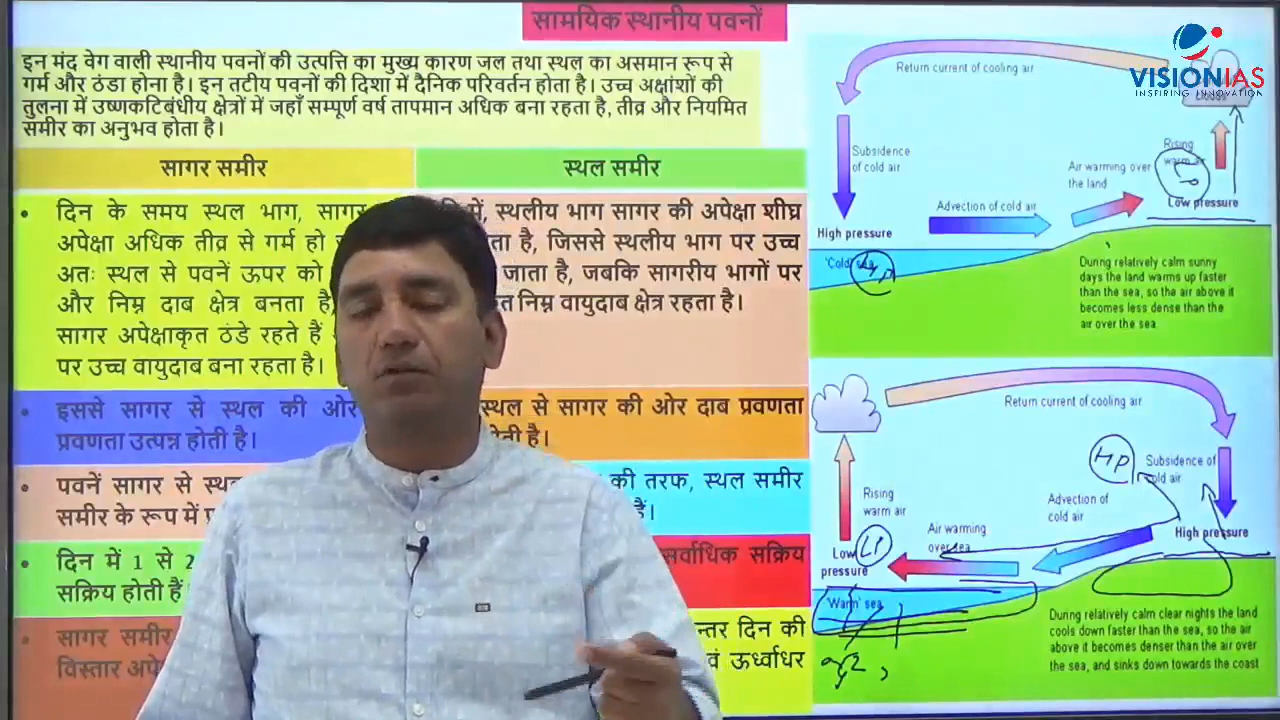 सामयिक स्थानीय पवनों
VISIONIAS
INSPIRING INNOVATION
इन मंद वेग वाली स्थानीय पवनों की उत्पत्ति का मुख्य कारण जल तथा स्थल का असमान रूप से
गर्म और ठंडा होना है। इन तटीय पवनों की दिशा में दैनिक परिवर्तन होता है। उच्च अक्षांशों की
तुलना में उष्णकटिबंधीय क्षेत्रों में जहाँ सम्पूर्ण वर्ष तापमान अधिक बना रहता है, तीव्र और नियमित
समीर का अनुभव होता है।
सागर समीर
• दिन के समय स्थल भाग, सागर
अपेक्षा अधिक तीव्र से गर्म हो
अतः स्थल से पवनें ऊपर को
और निम्न दाब क्षेत्र बनता है,
सागर अपेक्षाकृत ठंडे रहते हैं
पर उच्च वायुदाब बना रहता है।
• इससे सागर से स्थल की ओर
प्रवणता उत्पन्न होती है।
• पवनें सागर से
समीर के रूप में
• दिन में 1 से 2
सक्रिय होती हैं
• सागर समीर
विस्तार
स्थल समीर
में, स्थलीय भाग सागर की अपेक्षा शीघ्र
है, जिससे स्थलीय भाग पर उच्च
जाता है, जबकि सागरीय भागों पर
निम्न वायुदाब क्षेत्र रहता है।
स्थल से सागर की ओर दाब प्रवणता
है।
की तरफ, स्थल समीर
हैं।
सर्वाधिक सक्रिय
दिन की
एवं ऊर्ध्वाधर
Return current of cooling air
Clouds
Subsidence
of cold air
Rising
warm air
Air warming over
the land
Low pressure
Advection of cold air
High pressure
'Cold' sea
During relatively calm sunny
days the land warms up faster
than the sea, so the air above it
becomes less dense than the
air over the sea.
Return current of cooling air
HP
Subsidence of
cold air
Rising
warm air
Advection of
cold air
Air warming
over sea
LP
Low
pressure
High pressure
'Warm' sea
During relatively calm clear nights the land
cools down faster than the sea, so the air
above it becomes denser than the air over
the sea, and sinks down towards the coast